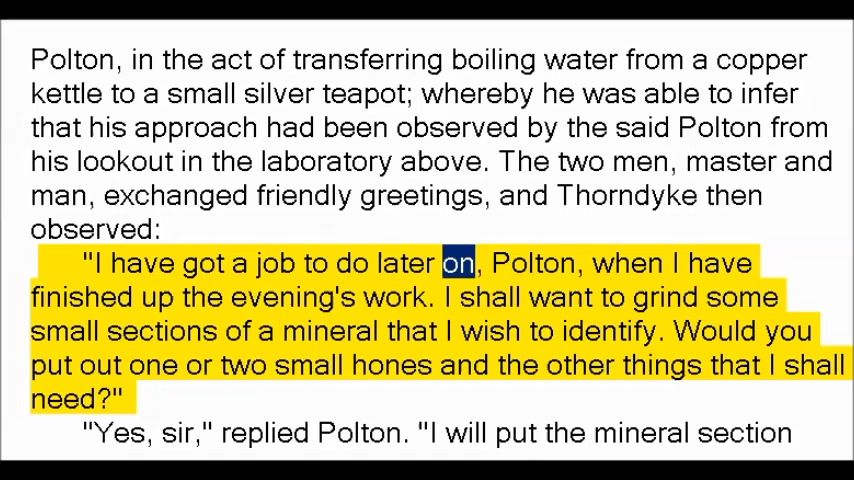 Polton, in the act of transferring boiling water from a copper
kettle to a small silver teapot; whereby he was able to infer
that his approach had been observed by the said Polton from
his lookout in the laboratory above. The two men, master and
man, exchanged friendly greetings, and Thorndyke then
observed:
"I have got a job to do later on, Polton, when I have
finished up the evening's work. I shall want to grind some
small sections of a mineral that I wish to identify. Would you
put out one or two small hones and the other things that I shall
need?"
"Yes, sir," replied Polton. "I will put the mineral section